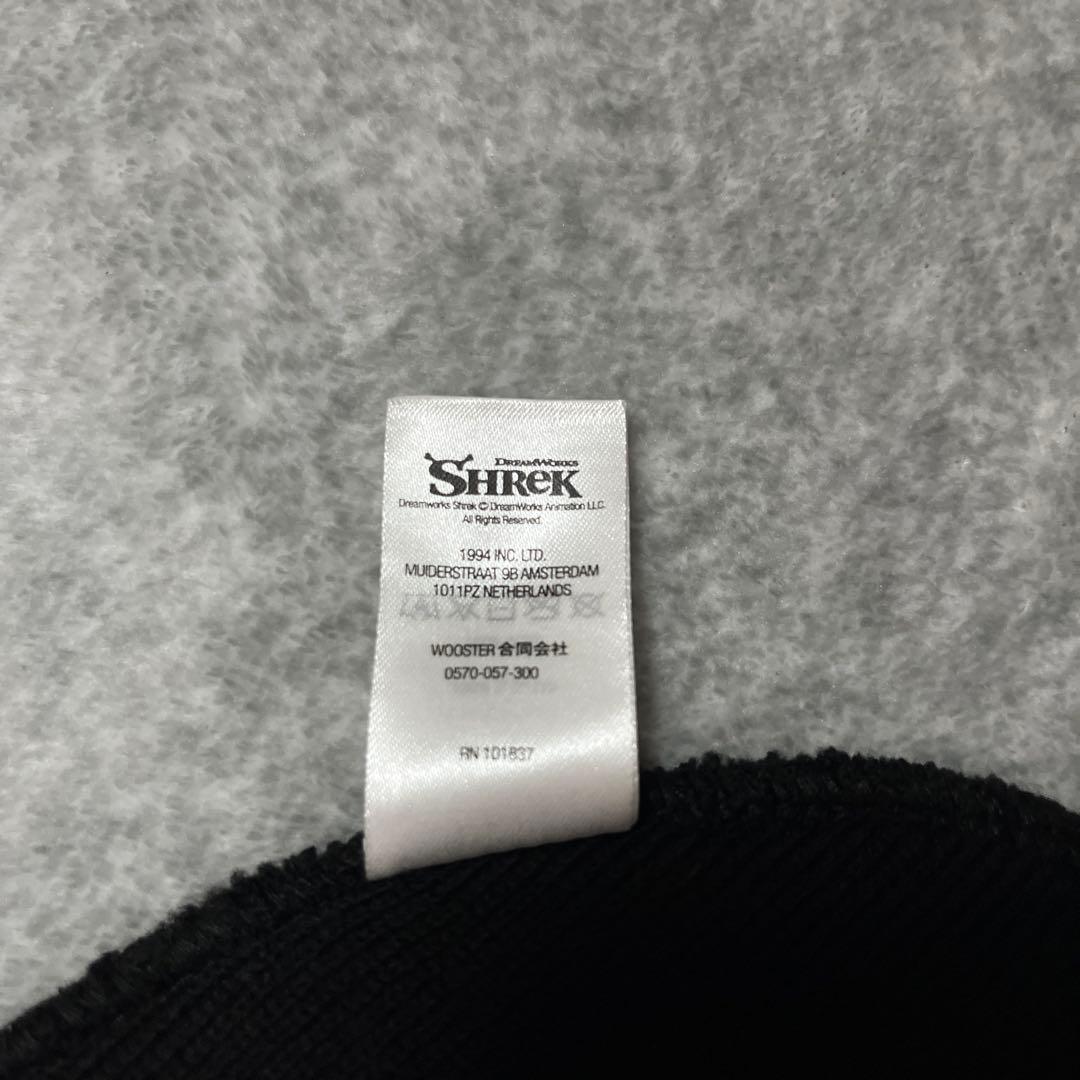 DREAMWORKS
SHREK
Dreamworks Shrek © DreamWorks Animation LLC.
All Rights Reserved.
1994 INC. LTD.
MUIDERSTRAAT 9B AMSTERDAM
1011PZ NETHERLANDS
WOOSTER 合同会社
0570-057-300
RN 101837